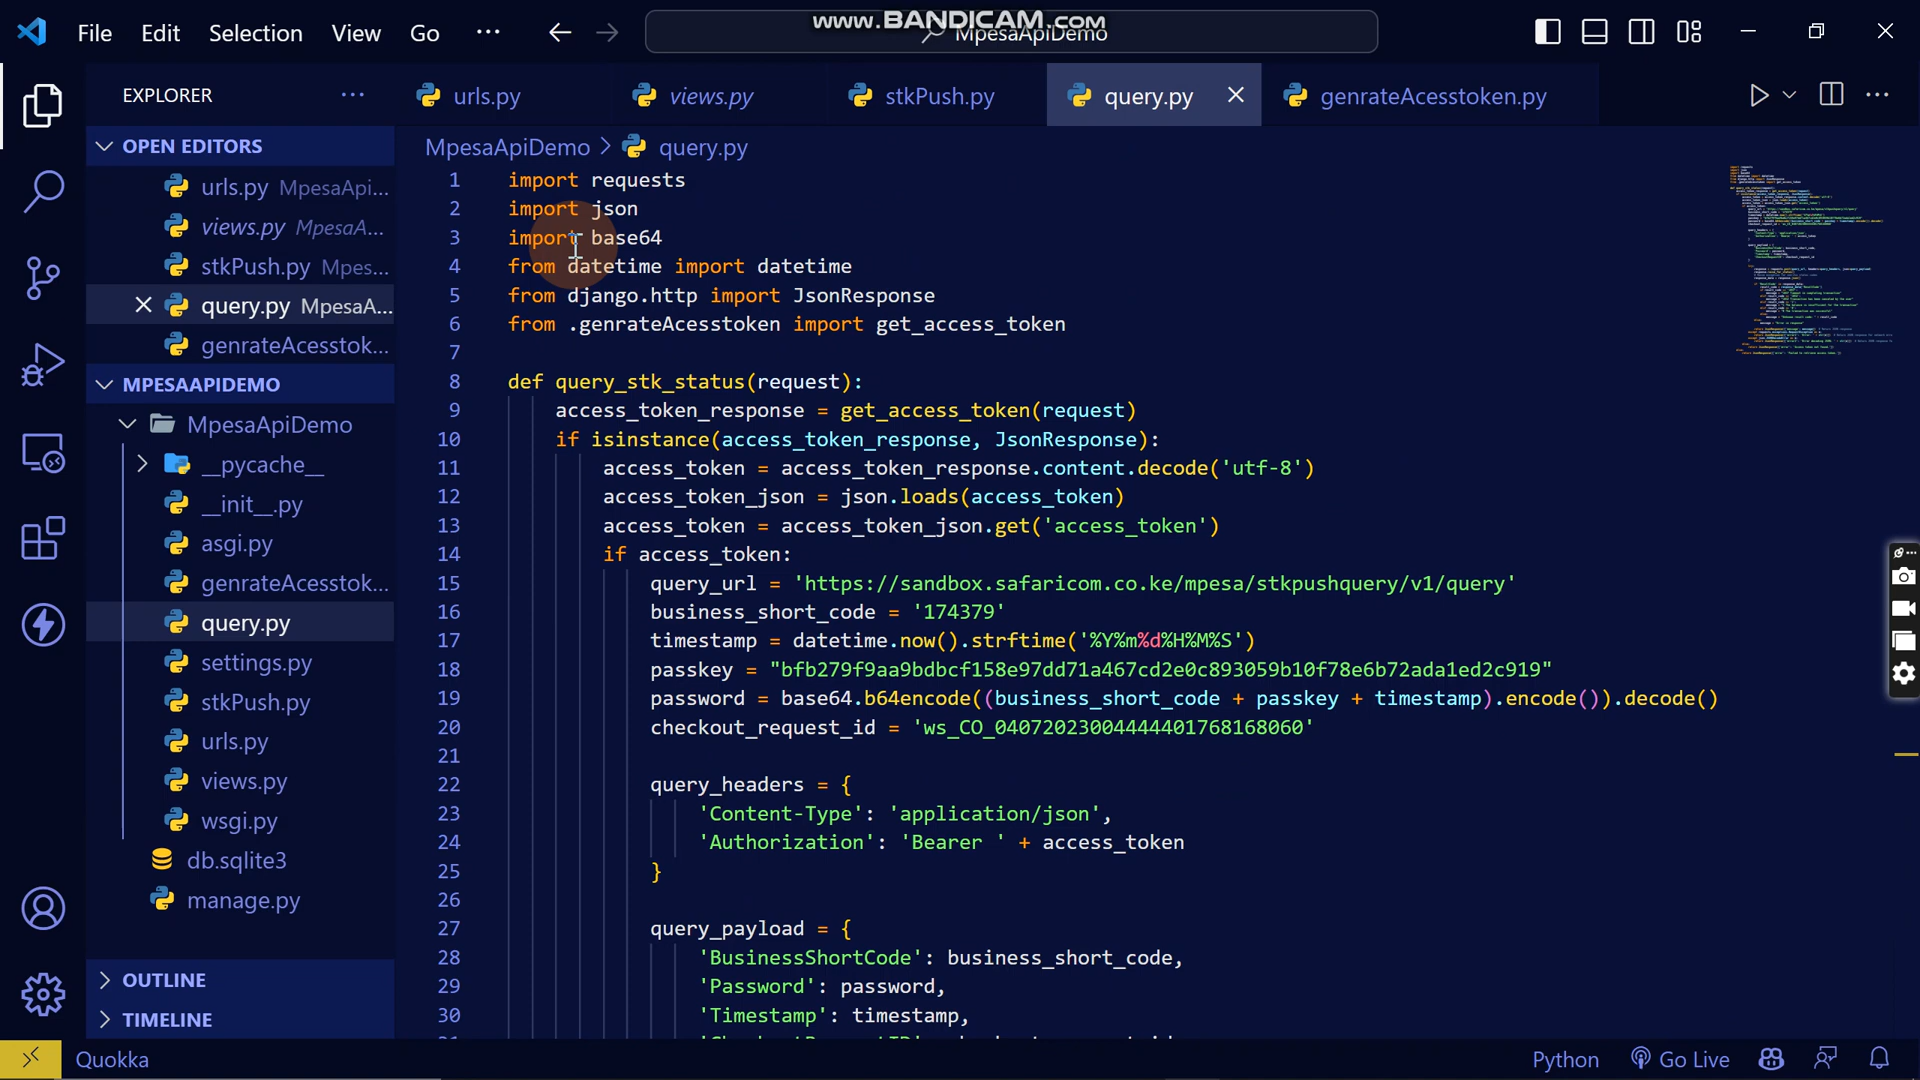 File Edit Selection View Go ...
www.BANDICAM.com
MpesaApiDemo
EXPLORER
OPEN EDITORS
urls.py MpesaApi...
views.py MpesaA...
stkPush.py Mpes...
query.py MpesaA...
genrateAcesstok...
MPESAAPIDEMO
MpesaApiDemo
__pycache__
__init__.py
asgi.py
genrateAcesstok...
query.py
settings.py
stkPush.py
urls.py
views.py
wsgi.py
db.sqlite3
manage.py
OUTLINE
TIMELINE
urls.py views.py stkPush.py query.py genrateAcesstoken.py
MpesaApiDemo > query.py
1 import requests
2 import json
3 import base64
4 from datetime import datetime
5 from django.http import JsonResponse
6 from .genrateAcesstoken import get_access_token
7
8 def query_stk_status(request):
9 access_token_response = get_access_token(request)
10 if isinstance(access_token_response, JsonResponse):
11 access_token = access_token_response.content.decode('utf-8')
12 access_token_json = json.loads(access_token)
13 access_token = access_token_json.get('access_token')
14 if access_token:
15 query_url = 'https://sandbox.safaricom.co.ke/mpesa/stkpushquery/v1/query'
16 business_short_code = '174379'
17 timestamp = datetime.now().strftime('%Y%m%d%H%M%S')
18 passkey = "bfb279f9aa9bdbcf158e97dd71a467cd2e0c893059b10f78e6b72ada1ed2c919"
19 password = base64.b64encode((business_short_code + passkey + timestamp).encode()).decode()
20 checkout_request_id = 'ws_CO_04072023004444401768168060'
21
22 query_headers = {
23 'Content-Type': 'application/json',
24 'Authorization': 'Bearer ' + access_token
25 }
26
27 query_payload = {
28 'BusinessShortCode': business_short_code,
29 'Password': password,
30 'Timestamp': timestamp,
Quokka
Python Go Live